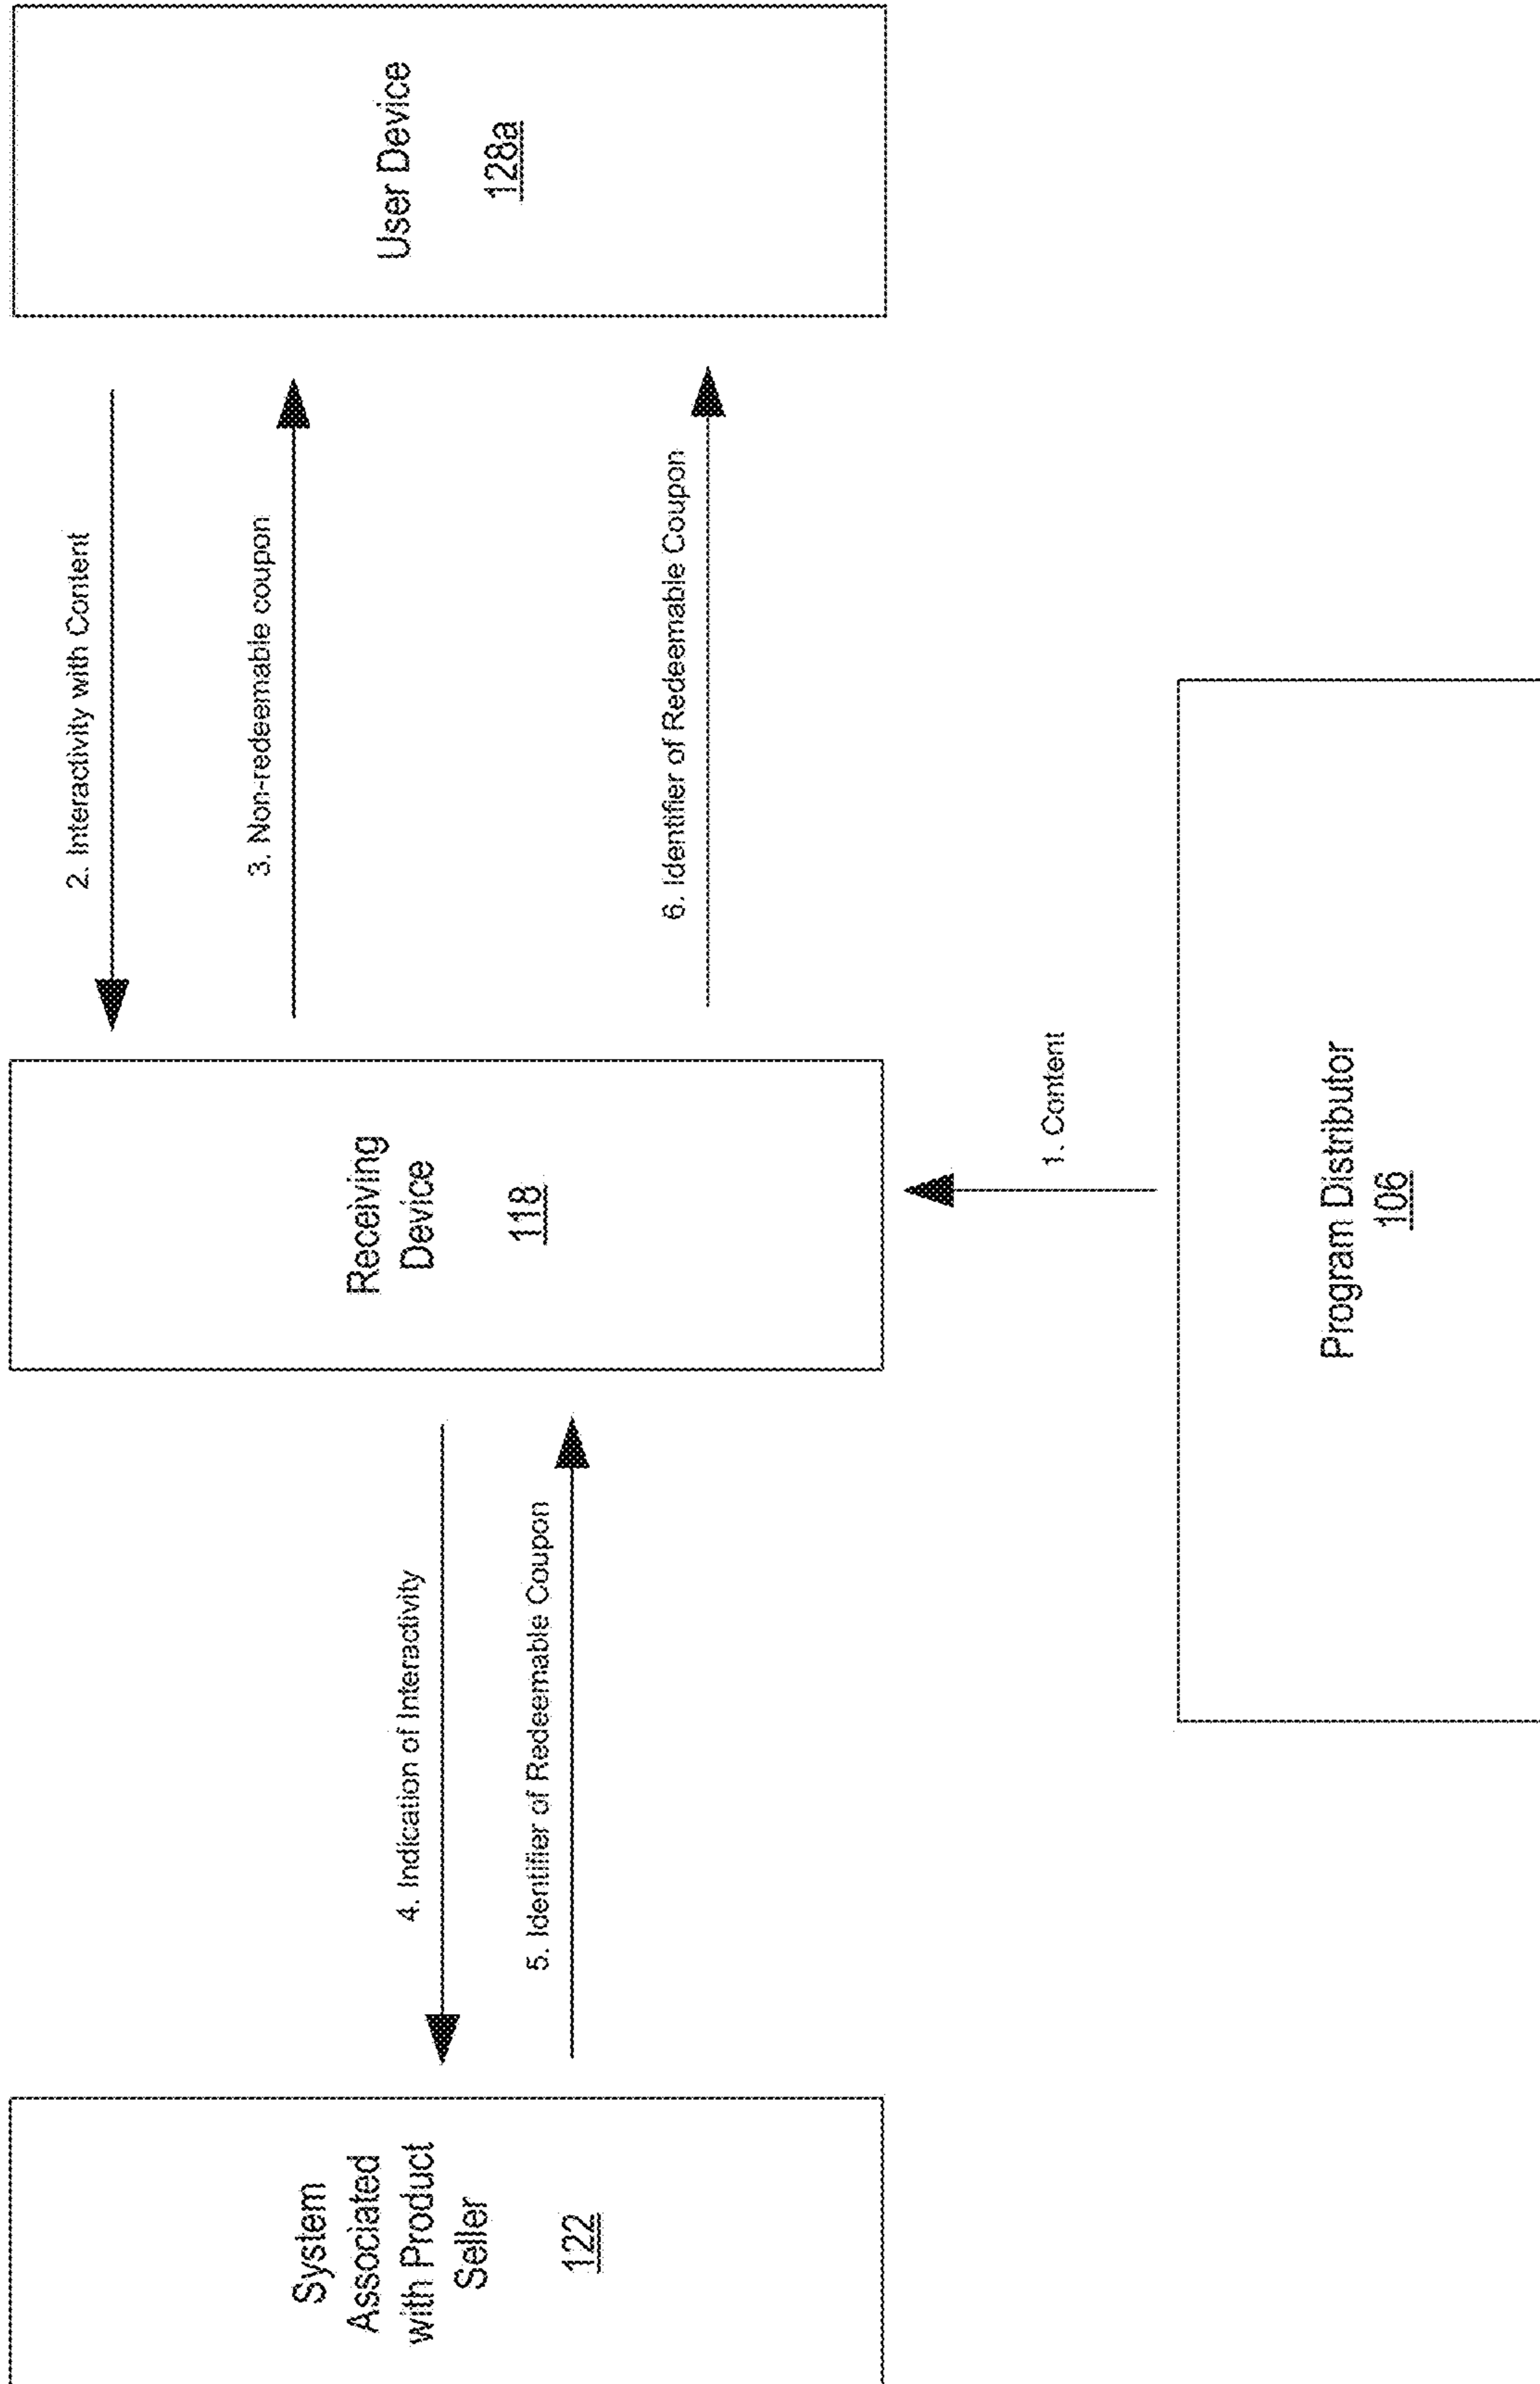 System
Associated
with Product
Seller
122
4. Indication of Interactivity
5. Identifier of Redeemable Coupon
Receiving
Device
118
2. Interactivity with Content
3. Non-redeemable coupon
6. Identifier of Redeemable Coupon
User Device
128a
1. Content
Program Distributor
106